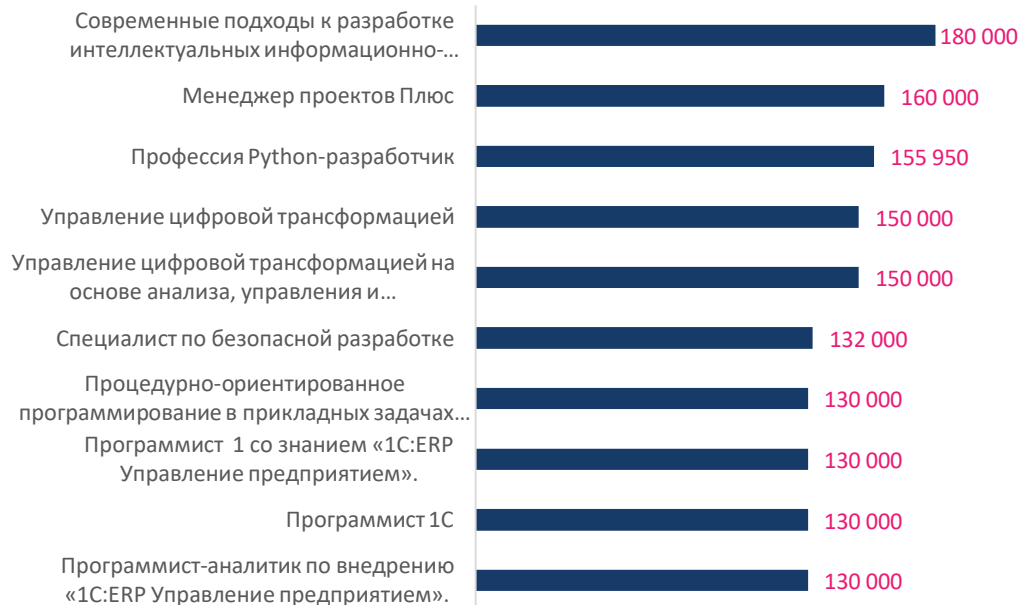 Современные подходы к разработке
интеллектуальных информационно-...
180 000
Менеджер проектов Плюс
160 000
Профессия Python-разработчик
155 950
Управление цифровой трансформацией
150 000
Управление цифровой трансформацией на
основе анализа, управления и...
150 000
Специалист по безопасной разработке
132 000
Процедурно-ориентированное
программирование в прикладных задачах...
130 000
Программист 1 со знанием «1С:ERP
Управление предприятием».
130 000
Программист 1С
130 000
Программист-аналитик по внедрению
«1С:ERP Управление предприятием».
130 000